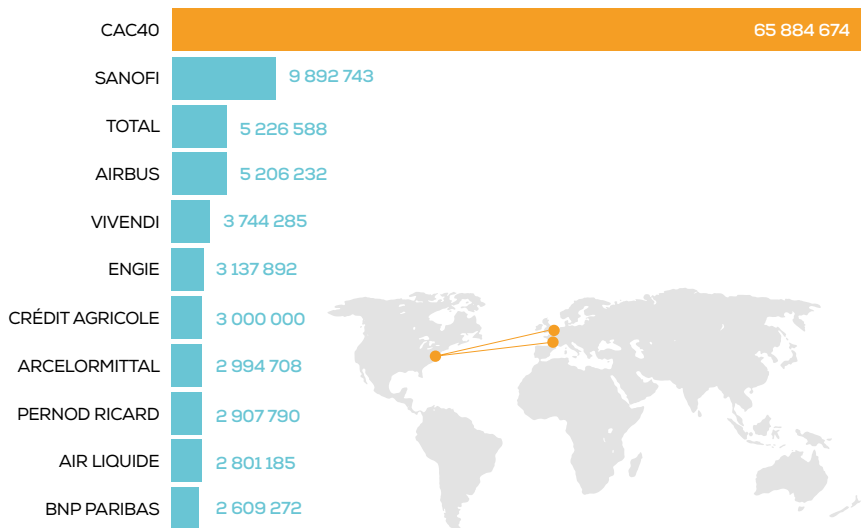 CAC40 65 884 674
SANOFI 9 892 743
TOTAL 5 226 588
AIRBUS 5 206 232
VIVENDI 3 744 285
ENGIE 3 137 892
CRÉDIT AGRICOLE 3 000 000
ARCELORMITTAL 2 994 708
PERNOD RICARD 2 907 790
AIR LIQUIDE 2 801 185
BNP PARIBAS 2 609 272